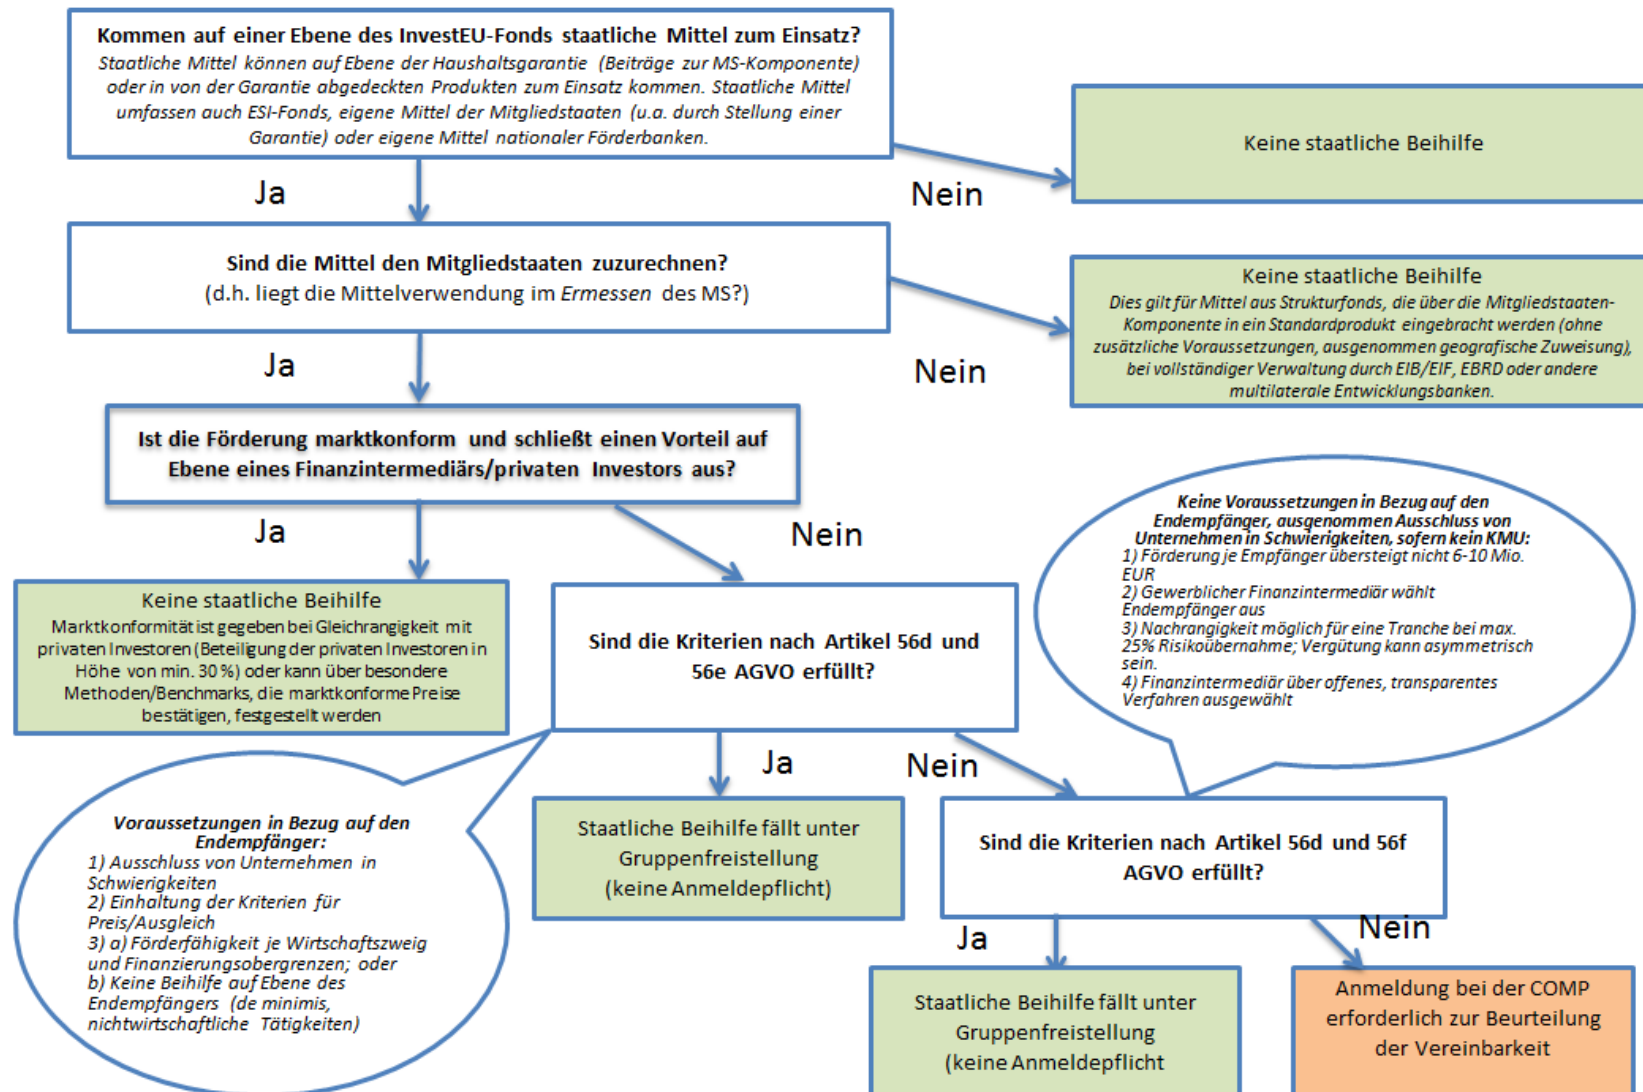 Kommen auf einer Ebene des InvestEU-Fonds staatliche Mittel zum Einsatz?
Staatliche Mittel können auf Ebene der Haushaltsgarantie (Beiträge zur MS-Komponente)
oder in von der Garantie abgedeckten Produkten zum Einsatz kommen. Staatliche Mittel
umfassen auch ESI-Fonds, eigene Mittel der Mitgliedstaaten (u.a. durch Stellung einer
Garantie) oder eigene Mittel nationaler Förderbanken.
Keine staatliche Beihilfe
Ja
Nein
Sind die Mittel den Mitgliedstaaten zuzurechnen?
(d.h. liegt die Mittelverwendung im Ermessen des MS?)
Keine staatliche Beihilfe
Dies gilt für Mittel aus Strukturfonds, die über die Mitgliedstaaten-
Komponente in ein Standardprodukt eingebracht werden (ohne
zusätzliche Voraussetzungen, ausgenommen geografische Zuweisung),
bei vollständiger Verwaltung durch EIB/EIF, EBRD oder andere
multilaterale Entwicklungsbanken.
Ja
Nein
Ist die Förderung marktkonform und schließt einen Vorteil auf
Ebene eines Finanzintermediärs/privaten Investors aus?
Ja
Nein
Keine staatliche Beihilfe
Marktkonformität ist gegeben bei Gleichrangigkeit mit
privaten Investoren (Beteiligung der privaten Investoren in
Höhe von min. 30 %) oder kann über besondere
Methoden/Benchmarks, die marktkonforme Preise
bestätigen, festgestellt werden
Sind die Kriterien nach Artikel 56d und
56e AGVO erfüllt?
Keine Voraussetzungen in Bezug auf den
Endempfänger, ausgenommen Ausschluss von
Unternehmen in Schwierigkeiten, sofern kein KMU:
1) Förderung je Empfänger übersteigt nicht 6-10 Mio.
EUR
2) Gewerblicher Finanzintermediär wählt
Endempfänger aus
3) Nachrangigkeit möglich für eine Tranche bei max.
25% Risikoübernahme; Vergütung kann asymmetrisch
sein.
4) Finanzintermediär über offenes, transparentes
Verfahren ausgewählt
Ja
Nein
Voraussetzungen in Bezug auf den
Endempfänger:
1) Ausschluss von Unternehmen in
Schwierigkeiten
2) Einhaltung der Kriterien für
Preis/Ausgleich
3) a) Förderfähigkeit je Wirtschaftszweig
und Finanzierungsobergrenzen; oder
b) Keine Beihilfe auf Ebene des
Endempfängers (de minimis,
nichtwirtschaftliche Tätigkeiten)
Staatliche Beihilfe fällt unter
Gruppenfreistellung
(keine Anmeldepflicht)
Sind die Kriterien nach Artikel 56d und 56f
AGVO erfüllt?
Ja
Nein
Staatliche Beihilfe fällt unter
Gruppenfreistellung
(keine Anmeldepflicht
Anmeldung bei der COMP
erforderlich zur Beurteilung
der Vereinbarkeit